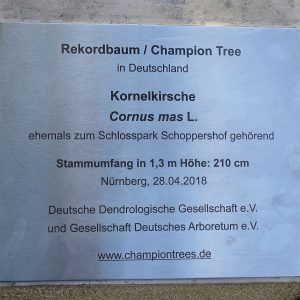 Rekordbaum / Champion Tree
in Deutschland
Kornelkirsche
Cornus mas L.
ehemals zum Schlosspark Schoppershof gehörend
Stammumfang in 1,3 m Höhe: 210 cm
Nürnberg, 28.04.2018
Deutsche Dendrologische Gesellschaft e.V.
und Gesellschaft Deutsches Arboretum e.V.
www.championtrees.de